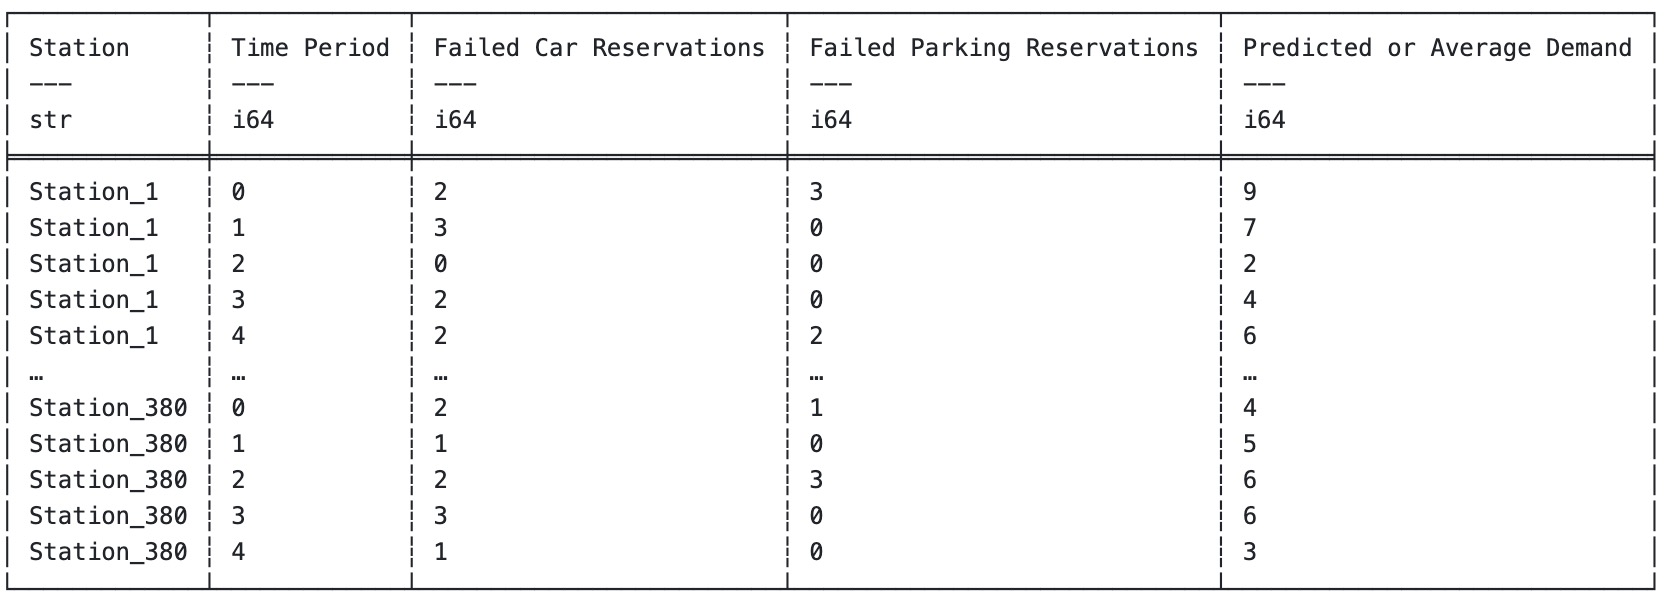 Station Time Period Failed Car Reservations Failed Parking Reservations Predicted or Average Demand
--- --- --- --- ---
str i64 i64 i64 i64
Station_1 0 2 3 9
Station_1 1 3 0 7
Station_1 2 0 0 2
Station_1 3 2 0 4
Station_1 4 2 2 6
… … … … …
Station_380 0 2 1 4
Station_380 1 1 0 5
Station_380 2 2 3 6
Station_380 3 3 0 6
Station_380 4 1 0 3